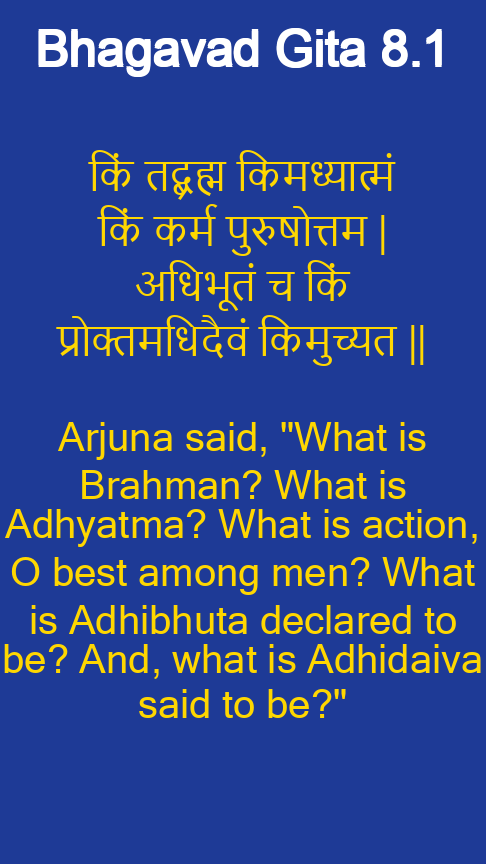 Bhagavad Gita 8.1
किं तद्ब्रह्म किमध्यात्मं
किं कर्म पुरुषोत्तम |
अधिभूतं च किं
प्रोक्तमधिदैवं किमुच्यत ||
Arjuna said, "What is
Brahman? What is
Adhyatma? What is action,
O best among men? What
is Adhibhuta declared to
be? And, what is Adhidaiva
said to be?"